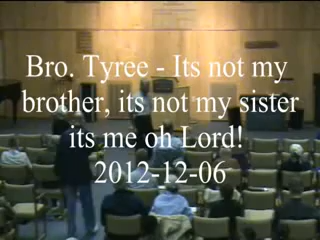 Bro. Tyree - Its not my
brother, its not my sister
its me oh Lord!
2012-12-06